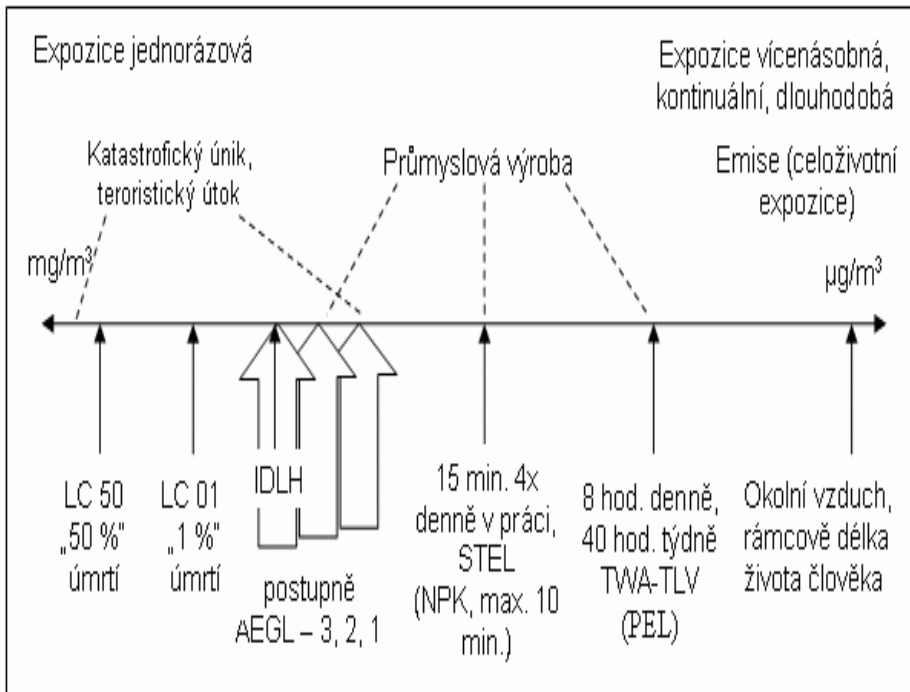 Expozice jednorázová
Expozice vícenásobná,
kontinuální, dlouhodobá
Katastrofický únik,
teroristický útok
Průmyslová výroba
Emise (celoživotní
expozice)
mg/m³
µg/m³
LC 50
„50 %"
úmrtí
LC 01
„1 %"
úmrtí
IDLH
postupně
AEGL – 3, 2, 1
15 min. 4x
denně v práci,
STEL
(NPK, max. 10
min.)
8 hod. denně,
40 hod. týdně
TWA-TLV
(PEL)
Okolní vzduch,
rámcově délka
života člověka